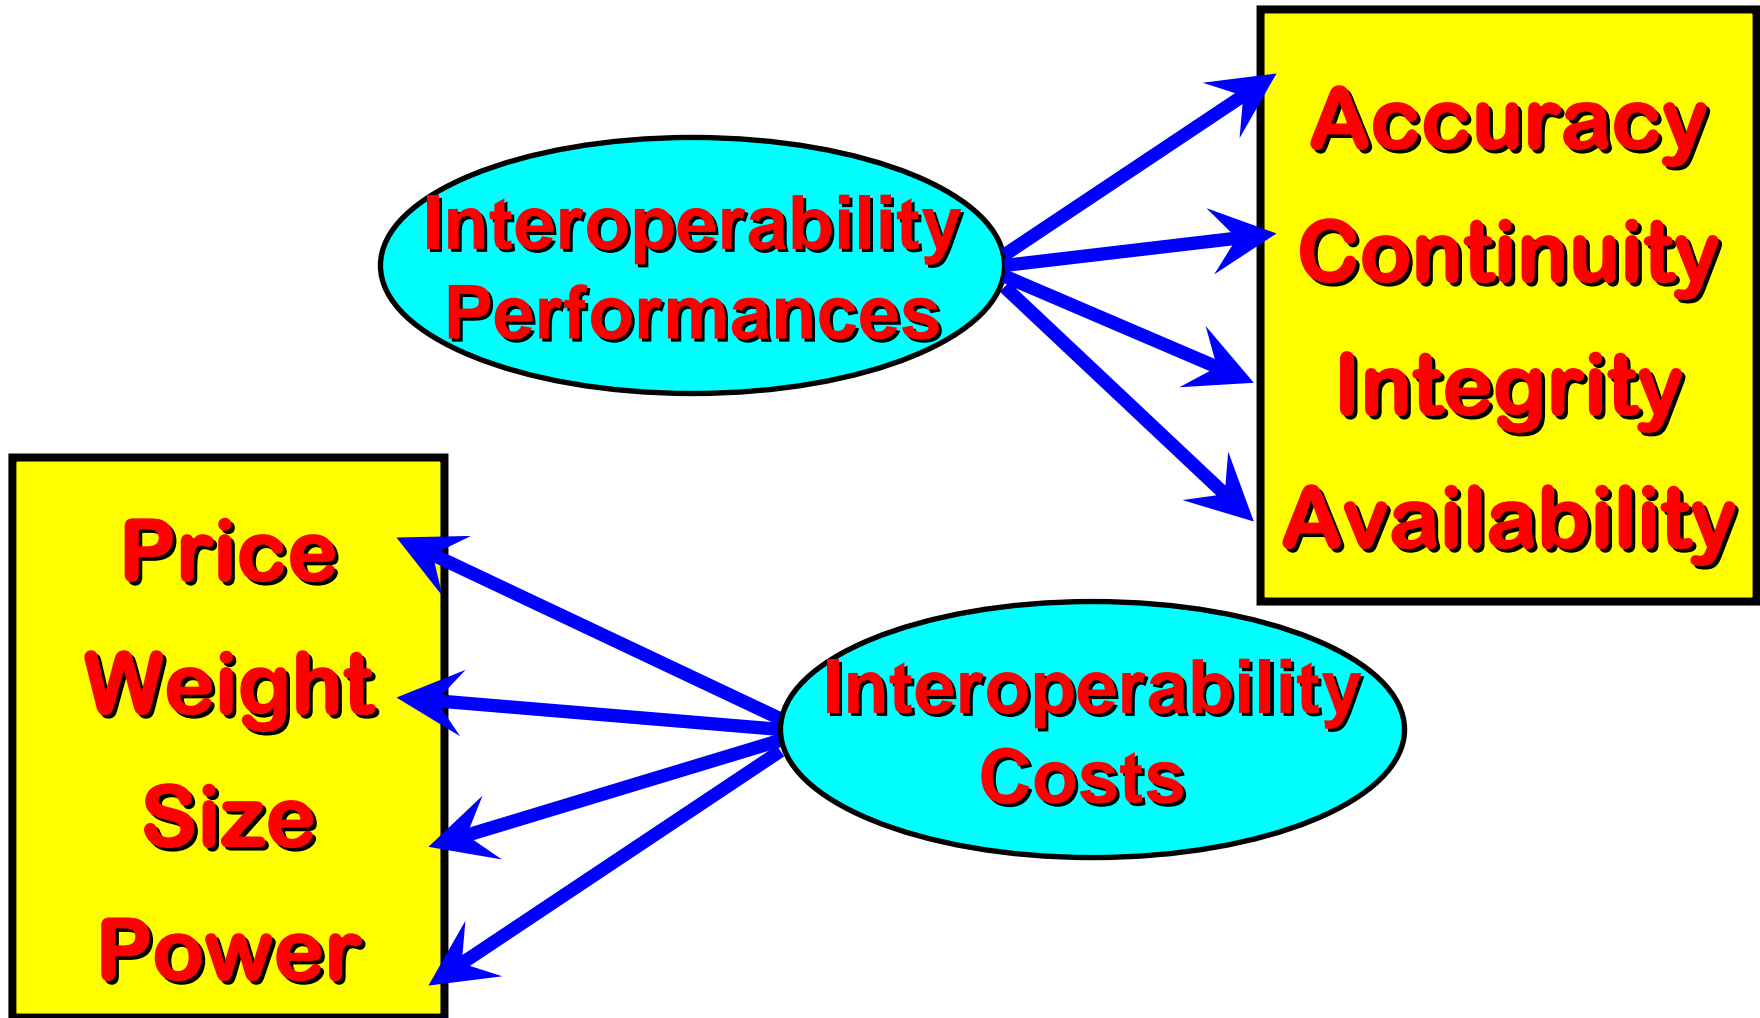 Interoperability
Performances
Accuracy
Continuity
Integrity
Availability
Interoperability
Costs
Price
Weight
Size
Power